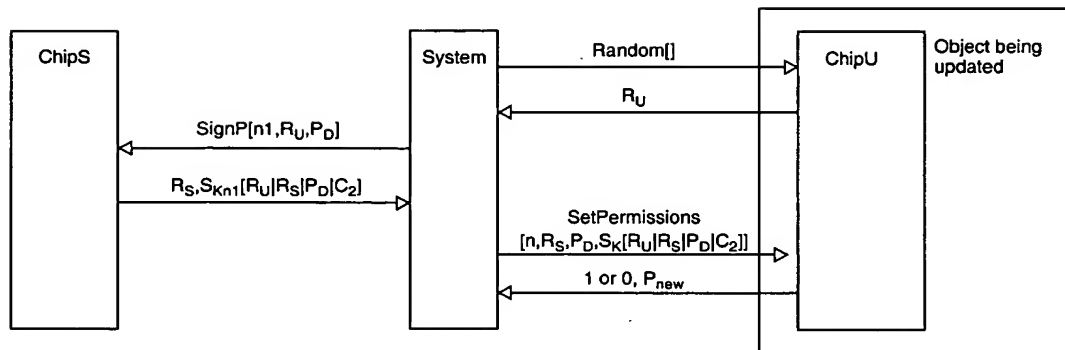 ChipS
System
ChipU
Object being
updated
Random[]
R_U
SignP[n1,R_U,P_D]
R_S,S_Kn1[R_U|R_S|P_D|C_2]
SetPermissions
[n,R_S,P_D,S_K[R_U|R_S|P_D|C_2]]
1 or 0, P_new